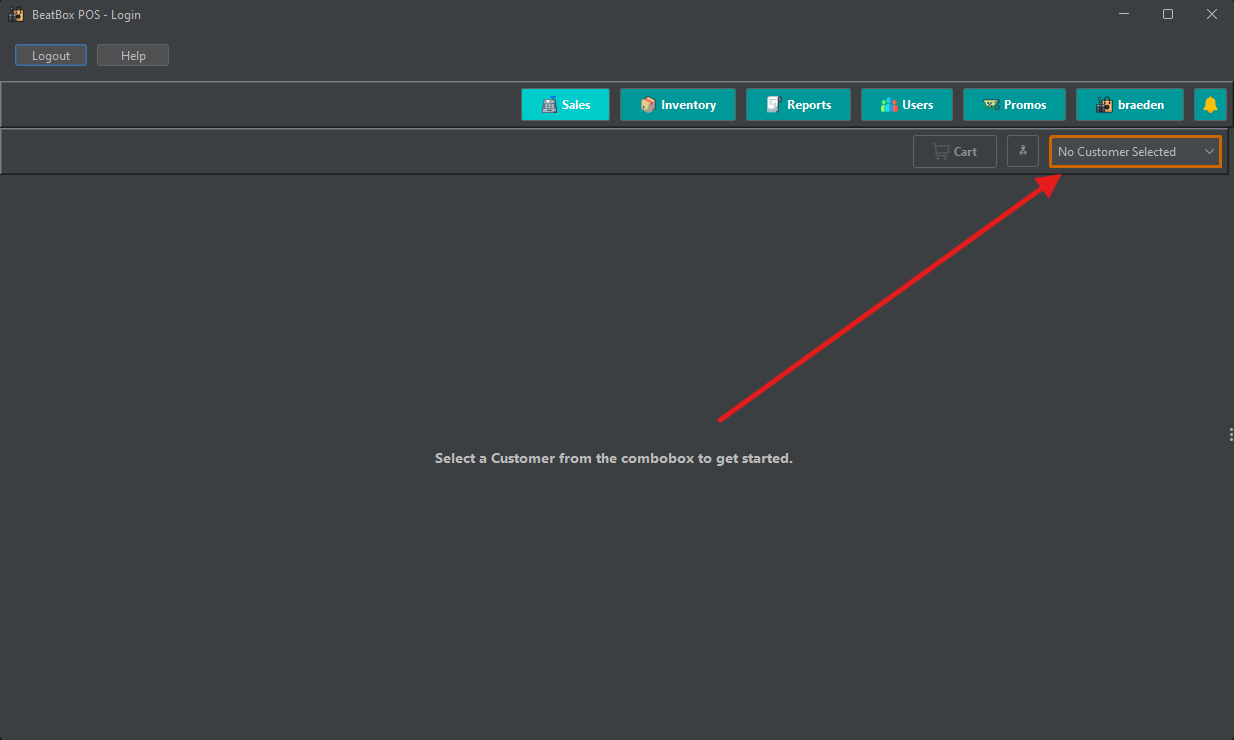 BeatBox POS - Login
Logout Help
Sales Inventory Reports Users Promos braeden
Cart No Customer Selected
Select a Customer from the combobox to get started.